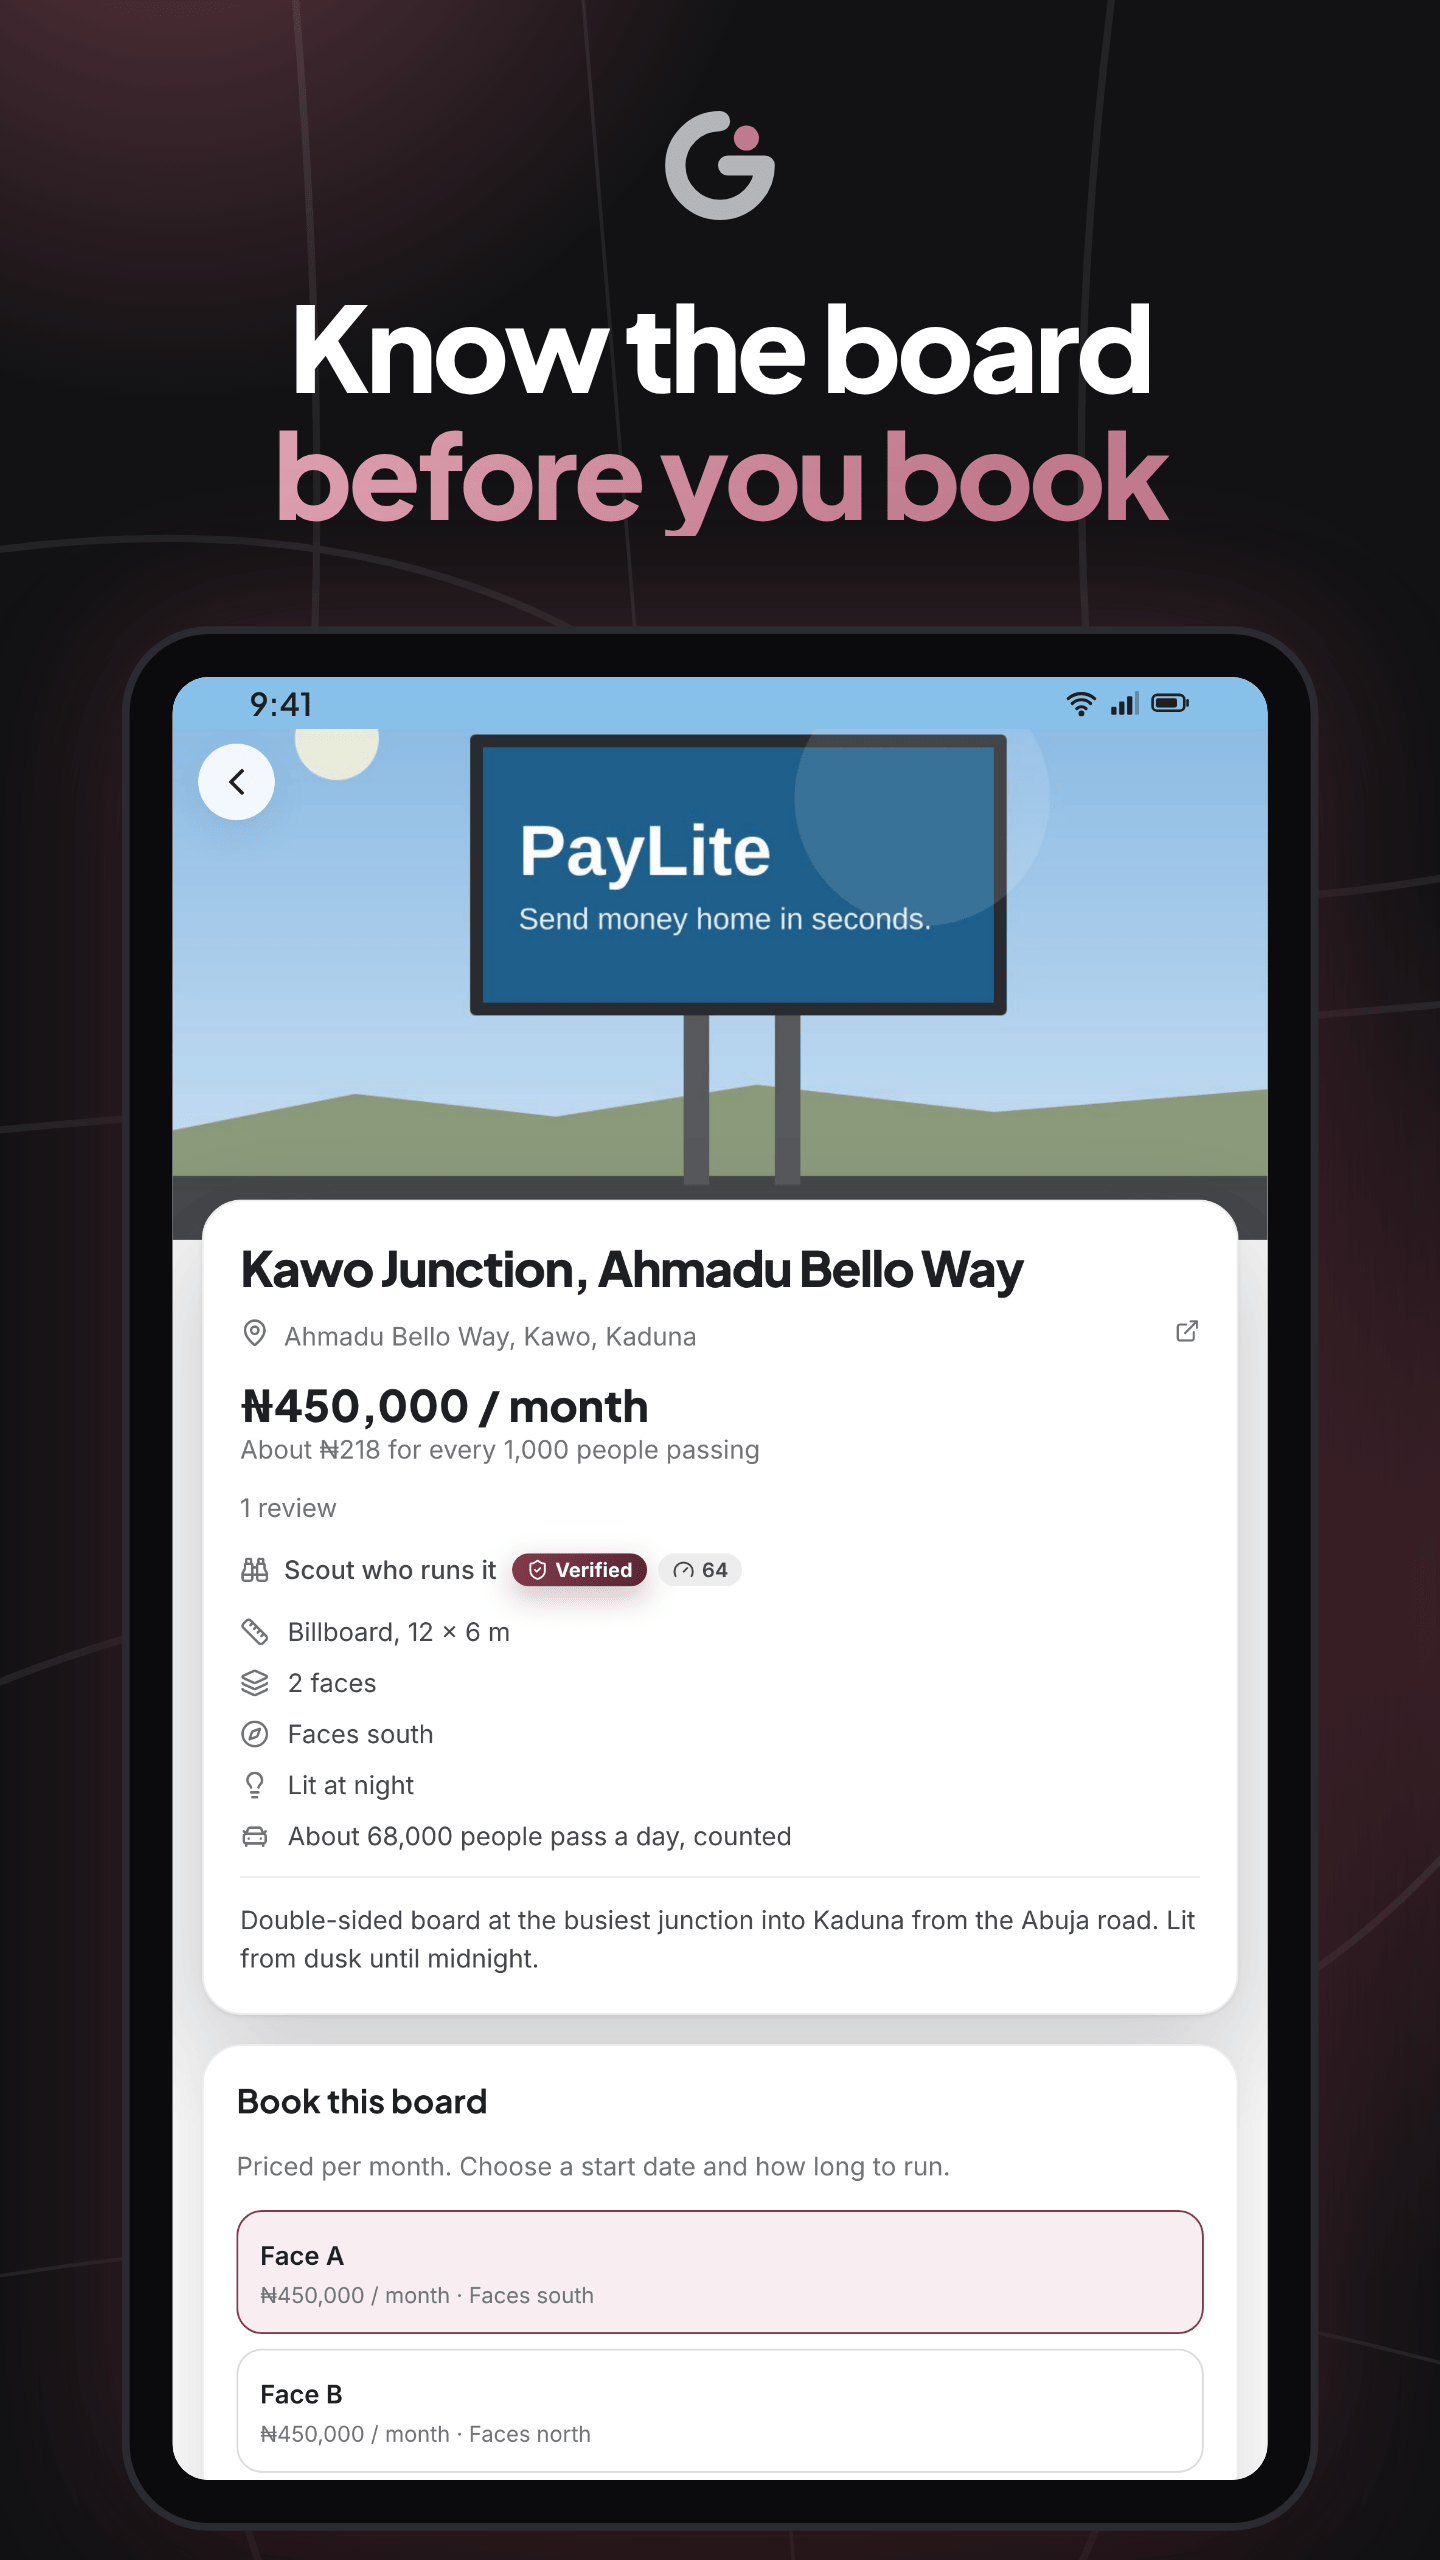 Know the board
before you book
9:41
PayLite
Send money home in seconds.
Kawo Junction, Ahmadu Bello Way
Ahmadu Bello Way, Kawo, Kaduna
₦450,000 / month
About ₦218 for every 1,000 people passing
1 review
Scout who runs it Verified 64
Billboard, 12 × 6 m
2 faces
Faces south
Lit at night
About 68,000 people pass a day, counted
Double-sided board at the busiest junction into Kaduna from the Abuja road. Lit
from dusk until midnight.
Book this board
Priced per month. Choose a start date and how long to run.
Face A
₦450,000 / month · Faces south
Face B
₦450,000 / month · Faces north